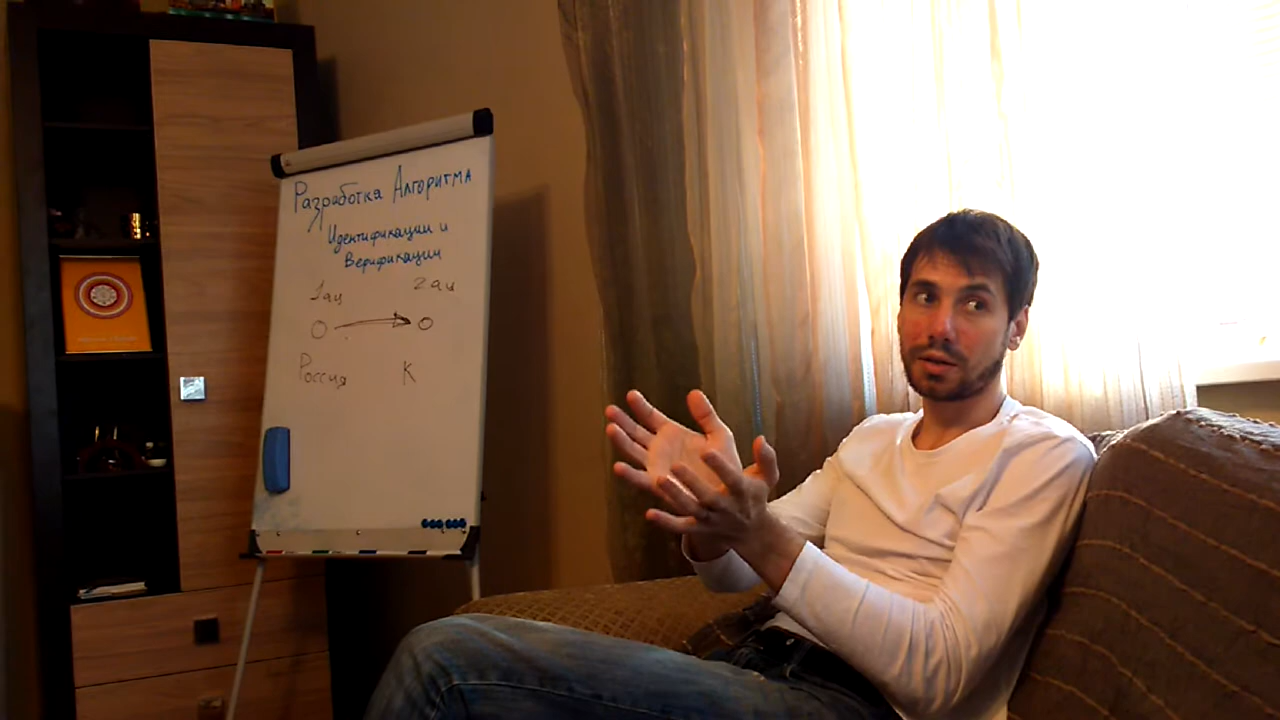 Разработка Алгоритма
Идентификации и
Верификации
1ац 2ац
Россия К